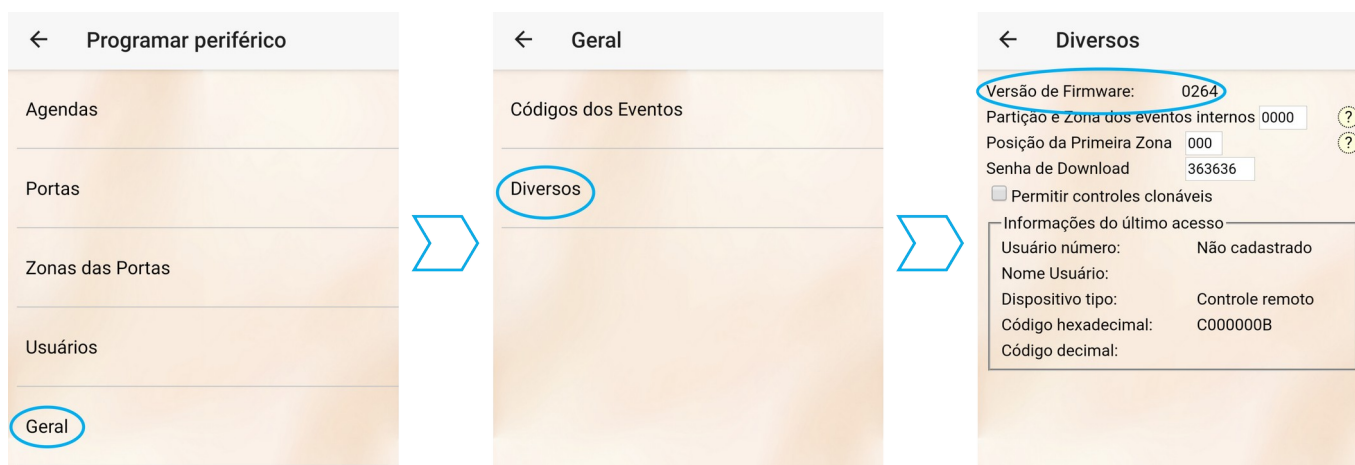 Programar periférico
Agendas
Portas
Zonas das Portas
Usuários
Geral
Geral
Códigos dos Eventos
Diversos
Diversos
Versão de Firmware: 0264
Partição e Zona dos eventos internos 0000 ?
Posição da Primeira Zona 000 ?
Senha de Download 363636
Permitir controles clonáveis
Informações do último acesso
Usuário número: Não cadastrado
Nome Usuário:
Dispositivo tipo: Controle remoto
Código hexadecimal: C000000B
Código decimal: